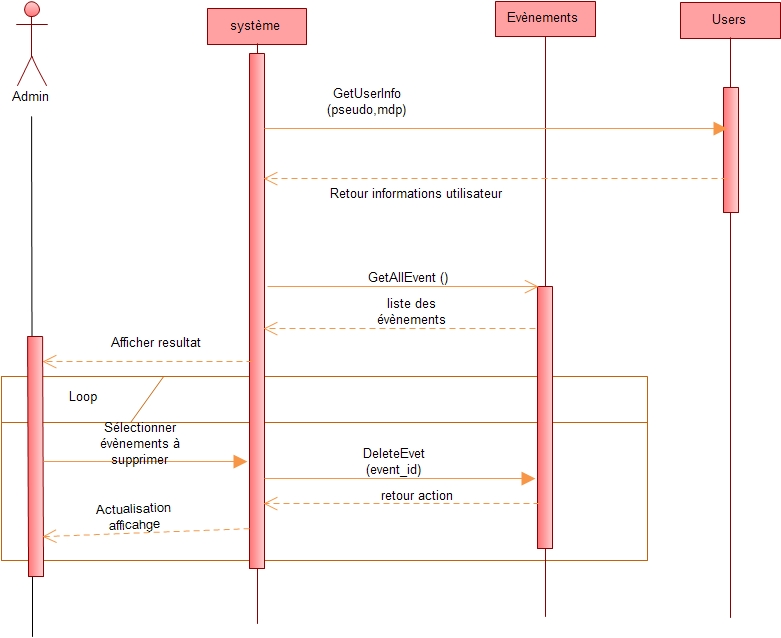 système
Evènements
Users
Admin
GetUserInfo
(pseudo,mdp)
Retour informations utilisateur
GetAllEvent ()
liste des
évènements
Afficher resultat
Loop
Sélectionner
évènements à
supprimer
DeleteEvet
(event_id)
retour action
Actualisation
afficahge